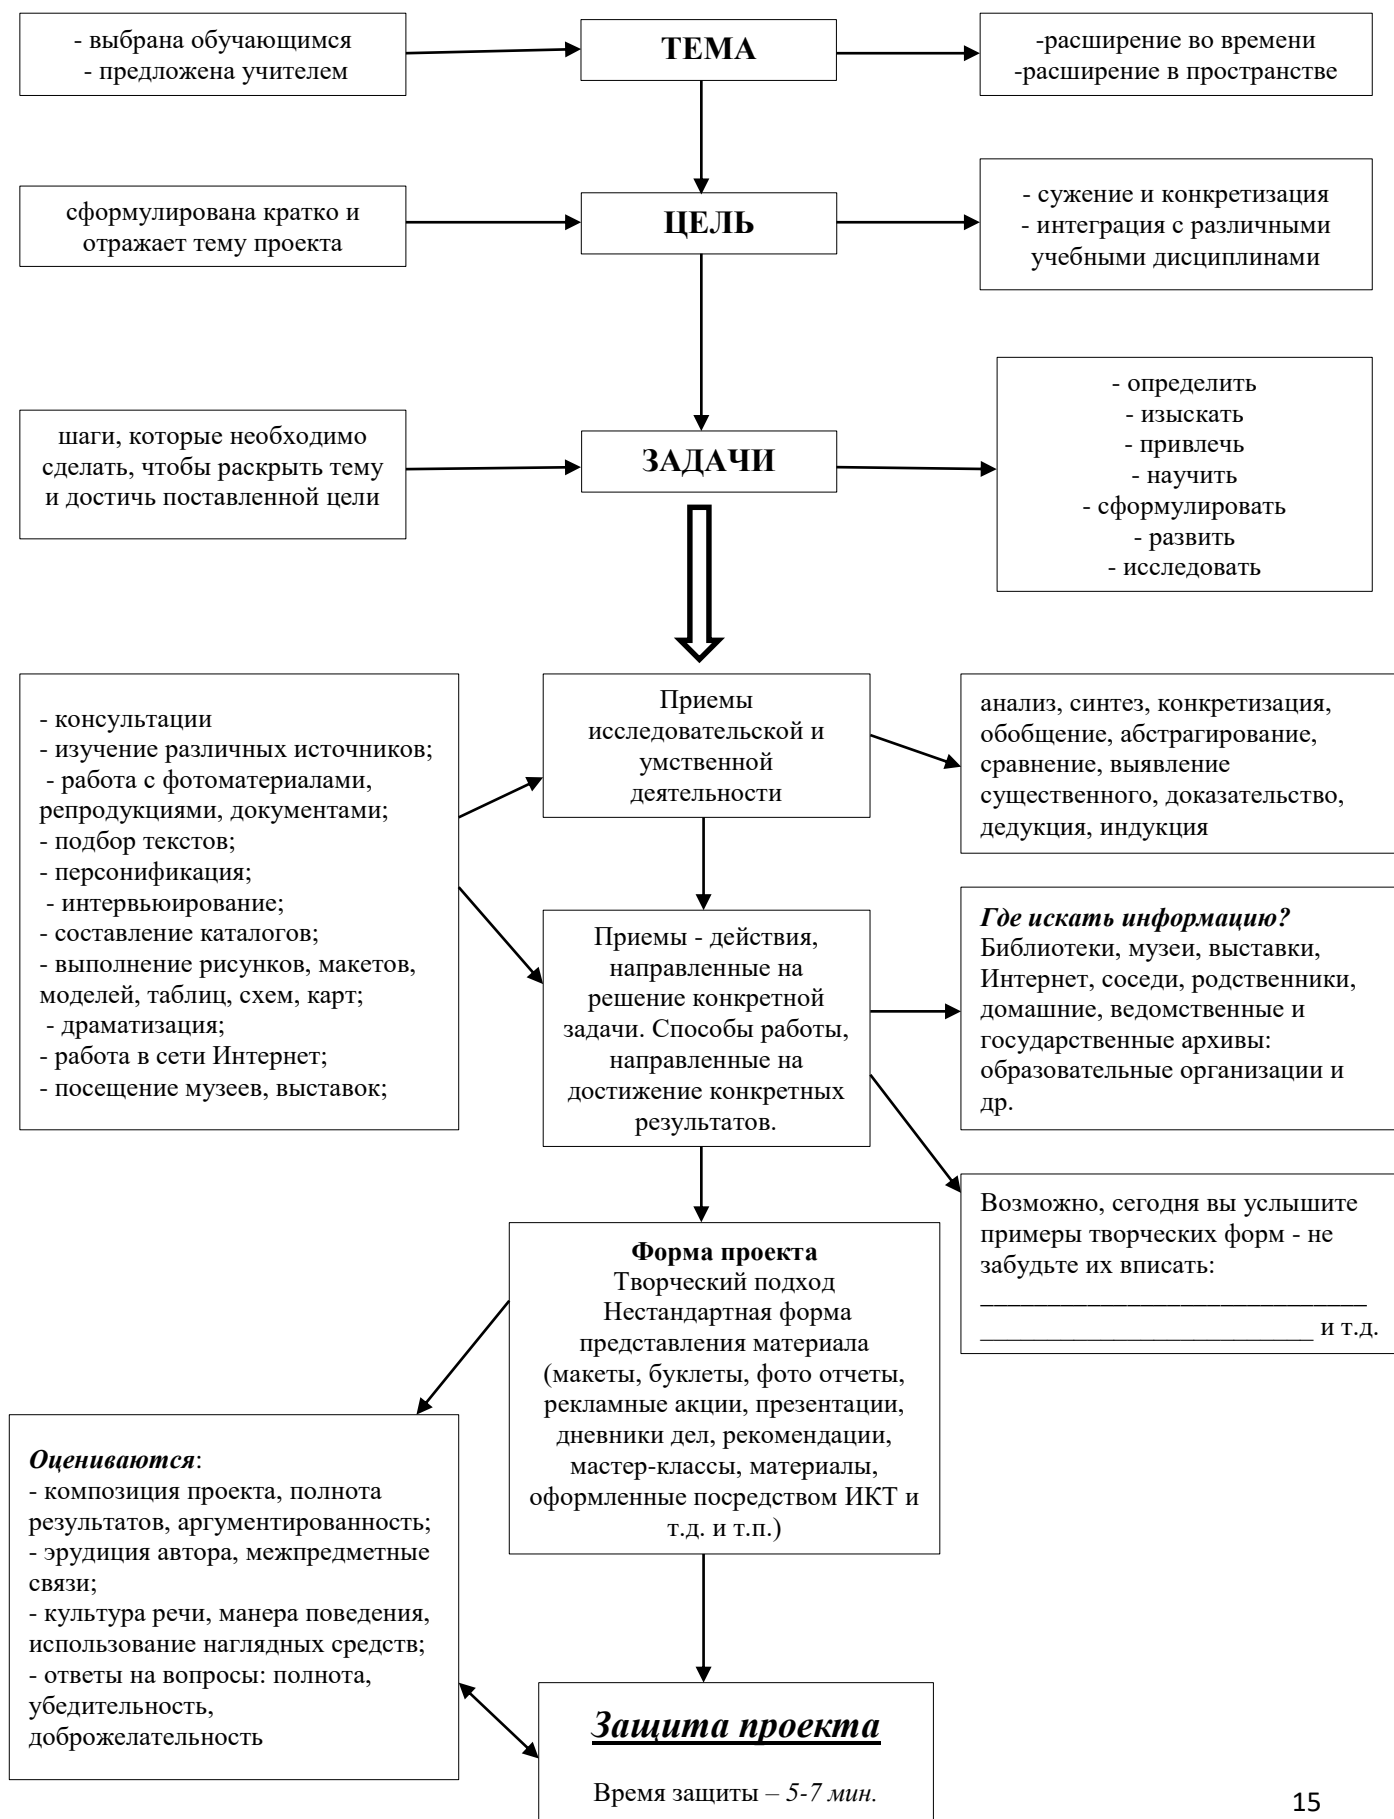 - выбрана обучающимся
- предложена учителем
ТЕМА
-расширение во времени
-расширение в пространстве
сформулирована кратко и
отражает тему проекта
ЦЕЛЬ
- сужение и конкретизация
- интеграция с различными
учебными дисциплинами
шаги, которые необходимо
сделать, чтобы раскрыть тему
и достичь поставленной цели
ЗАДАЧИ
- определить
- изыскать
- привлечь
- научить
- сформулировать
- развить
- исследовать
- консультации
- изучение различных источников;
- работа с фотоматериалами,
репродукциями, документами;
- подбор текстов;
- персонификация;
- интервьюирование;
- составление каталогов;
- выполнение рисунков, макетов,
моделей, таблиц, схем, карт;
- драматизация;
- работа в сети Интернет;
- посещение музеев, выставок;
Приемы
исследовательской и
умственной
деятельности
анализ, синтез, конкретизация,
обобщение, абстрагирование,
сравнение, выявление
существенного, доказательство,
дедукция, индукция
Приемы - действия,
направленные на
решение конкретной
задачи. Способы работы,
направленные на
достижение конкретных
результатов.
Где искать информацию?
Библиотеки, музеи, выставки,
Интернет, соседи, родственники,
домашние, ведомственные и
государственные архивы:
образовательные организации и
др.
Возможно, сегодня вы услышите
примеры творческих форм - не
забудьте их вписать:
_____________________________
_________________________ и т.д.
Форма проекта
Творческий подход
Нестандартная форма
представления материала
(макеты, буклеты, фото отчеты,
рекламные акции, презентации,
дневники дел, рекомендации,
мастер-классы, материалы,
оформленные посредством ИКТ и
т.д. и т.п.)
Оцениваются:
- композиция проекта, полнота
результатов, аргументированность;
- эрудиция автора, межпредметные
связи;
- культура речи, манера поведения,
использование наглядных средств;
- ответы на вопросы: полнота,
убедительность,
доброжелательность
Защита проекта
Время защиты – 5-7 мин.
15